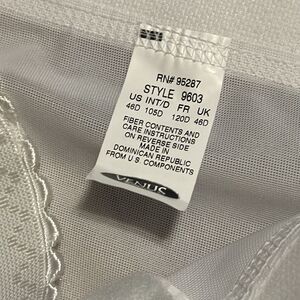 RN# 95287
STYLE 9603
US INT/D FR UK
46D 105D 120D 46D
FIBER CONTENTS AND
CARE INSTRUCTIONS
ON REVERSE SIDE
MADE IN
DOMINICAN REPUBLIC
FROM U.S. COMPONENTS
VENUS